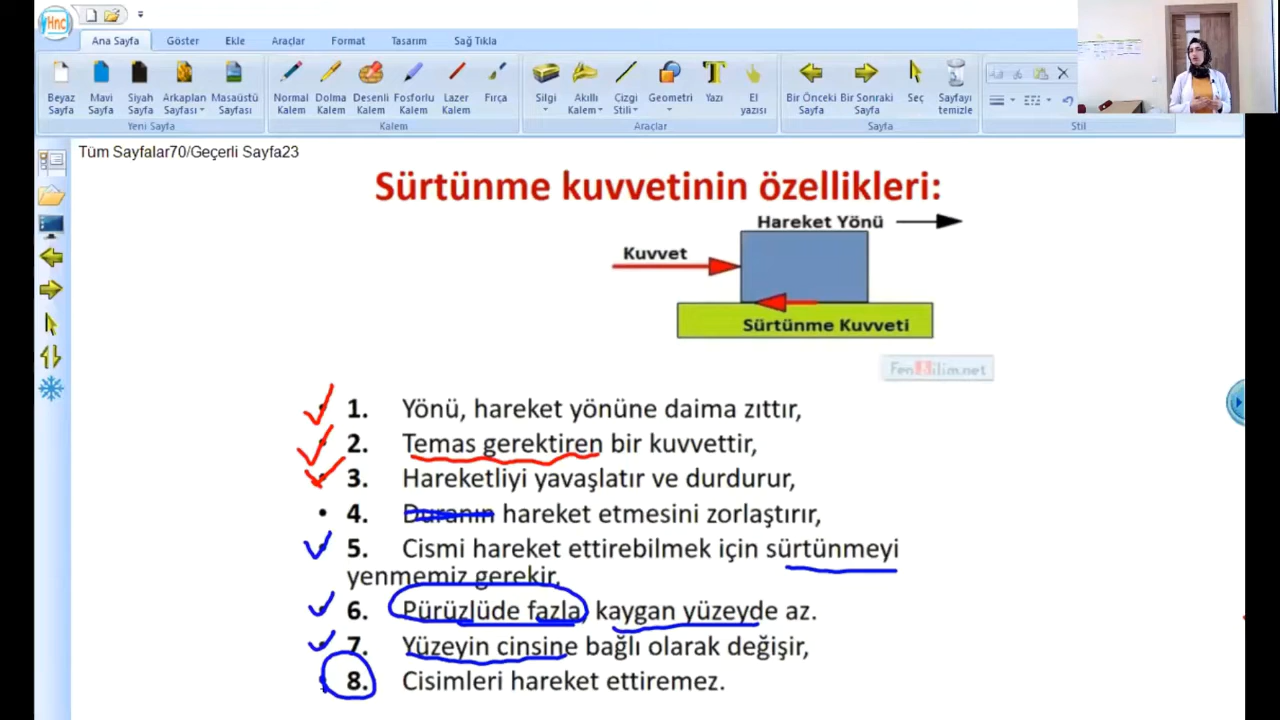 Hnc
Ana Sayfa Göster Ekle Araçlar Format Tasarım Sağ Tıkla
Beyaz Sayfa Mavi Sayfa Siyah Sayfa Arkaplan Sayfası Masaüstü Sayfası
Yeni Sayfa
Normal Kalem Dolma Kalem Desenli Kalem Fosforlu Kalem Lazer Kalem Fırça
Kalem
Silgi Akıllı Kalem Çizgi Stili Geometri Yazı El yazısı
Araçlar
Bir Önceki Sayfa Bir Sonraki Sayfa Seç Sayfayı temizle
Sayfa
Stil
Tüm Sayfalar70/Geçerli Sayfa23
Sürtünme kuvvetinin özellikleri:
Hareket Yönü
Kuvvet
Sürtünme Kuvveti
FenBilim.net
1. Yönü, hareket yönüne daima zıttır,
2. Temas gerektiren bir kuvvettir,
3. Hareketliyi yavaşlatır ve durdurur,
4. Duranın hareket etmesini zorlaştırır,
5. Cismi hareket ettirebilmek için sürtünmeyi
yenmemiz gerekir,
6. Pürüzlüde fazla, kaygan yüzeyde az.
7. Yüzeyin cinsine bağlı olarak değişir,
8. Cisimleri hareket ettiremez.